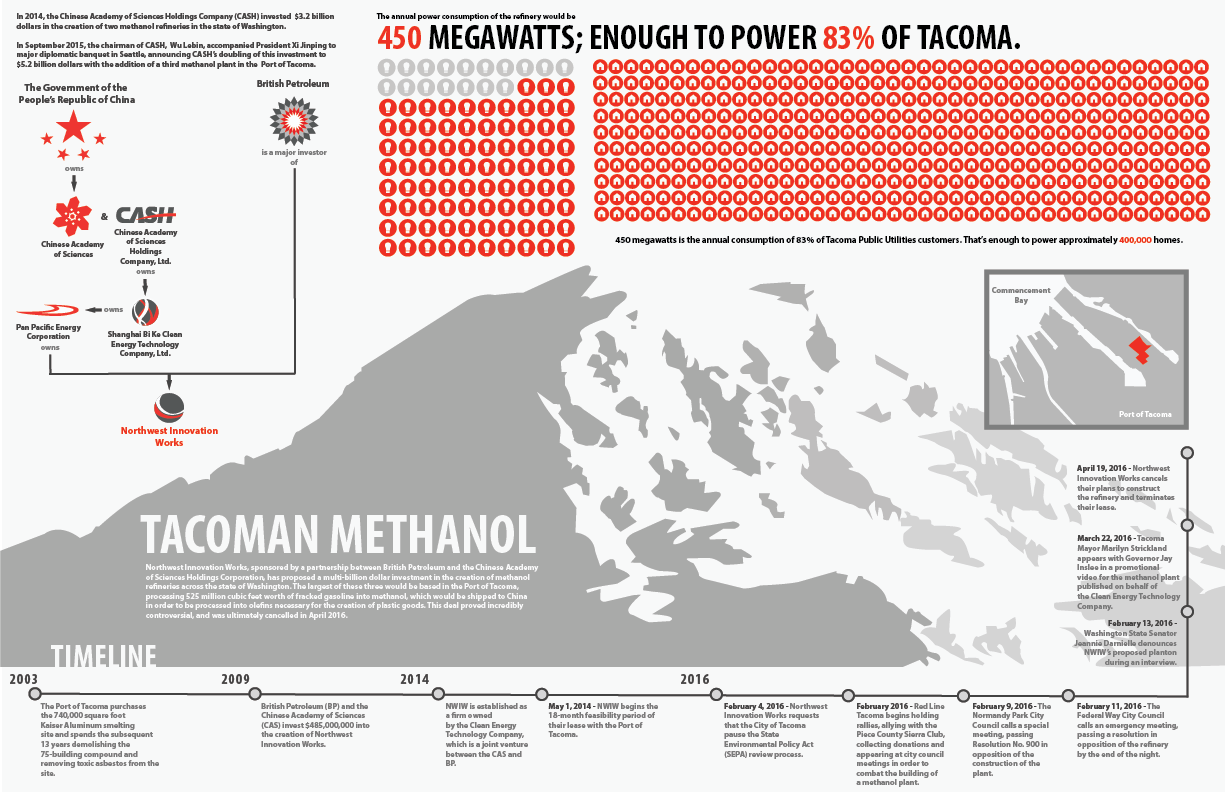 In 2014, the Chinese Academy of Sciences Holdings Company (CASH) invested $3.2 billion
dollars in the creation of two methanol refineries in the state of Washington.
In September 2015, the chairman of CASH, Wu Lebin, accompanied President Xi Jinping to
major diplomatic banquet in Seattle, announcing CASH's doubling of this investment to
$5.2 billion dollars with the addition of a third methanol plant in the Port of Tacoma.
The Government of the
People's Republic of China
owns
&
CASH
Chinese Academy
of Sciences
Chinese Academy
of Sciences
Holdings
Company, Ltd.
owns
owns
Pan Pacific Energy
Corporation
owns
Shanghai Bi Ke Clean
Energy Technology
Company, Ltd.
British Petroleum
is a major investor
of
Northwest Innovation
Works
The annual power consumption of the refinery would be
450 MEGAWATTS; ENOUGH TO POWER 83% OF TACOMA.
450 megawatts is the annual consumption of 83% of Tacoma Public Utilities customers. That's enough to power approximately 400,000 homes.
Commencement
Bay
Port of Tacoma
TACOMAN METHANOL
Northwest Innovation Works, sponsored by a partnership between British Petroleum and the Chinese Academy
of Sciences Holdings Corporation, has proposed a multi-billion dollar investment in the creation of methanol
refineries across the state of Washington. The largest of these three would be based in the Port of Tacoma,
processing 525 million cubic feet worth of fracked gasoline into methanol, which would be shipped to China
in order to be processed into olefins necessary for the creation of plastic goods. This deal proved incredibly
controversial, and was ultimately cancelled in April 2016.
TIMELINE
2003
The Port of Tacoma purchases
the 740,000 square foot
Kaiser Aluminum smelting
site and spends the subsequent
13 years demolishing the
75-building compound and
removing toxic asbestos from the
site.
2009
British Petroleum (BP) and the
Chinese Academy of Sciences
(CAS) invest $485,000,000 into
the creation of Northwest
Innovation Works.
2014
NWIW is established as
a firm owned
by the Clean Energy
Technology Company,
which is a joint venture
between the CAS and
BP.
May 1, 2014 - NWIW begins the
18-month feasibility period of
their lease with the Port of
Tacoma.
2016
February 4, 2016 - Northwest
Innovation Works requests
that the City of Tacoma
pause the State
Environmental Policy Act
(SEPA) review process.
February 2016 - Red Line
Tacoma begins holding
rallies, allying with the
Piece County Sierra Club,
collecting donations and
appearing at city council
meetings in order to
combat the building of
a methanol plant.
February 9, 2016 - The
Normandy Park City
Council calls a special
meeting, passing
Resolution No. 900 in
opposition of the
construction of the
plant.
February 11, 2016 - The
Federal Way City Council
calls an emergency meeting,
passing a resolution in
opposition of the refinery
by the end of the night.
February 13, 2016 -
Washington State Senator
Jeannie Darnielle denounces
NWIW's proposed planton
during an interview.
March 22, 2016 - Tacoma
Mayor Marilyn Strickland
appears with Governor Jay
Inslee in a promotional
video for the methanol plant
published on behalf of
the Clean Energy Technology
Company.
April 19, 2016 - Northwest
Innovation Works cancels
their plans to construct
the refinery and terminates
their lease.